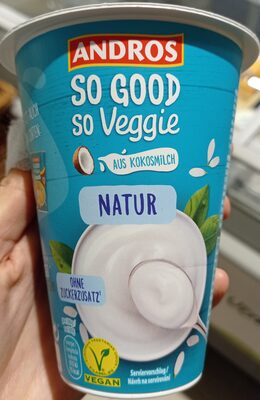 ANDROS
SO GOOD
so Veggie
AUS KOKOSMILCH
NATUR
OHNE
ZUCKERZUSATZ
VEGAN
Serviervorschlag /
Návrh na servírování